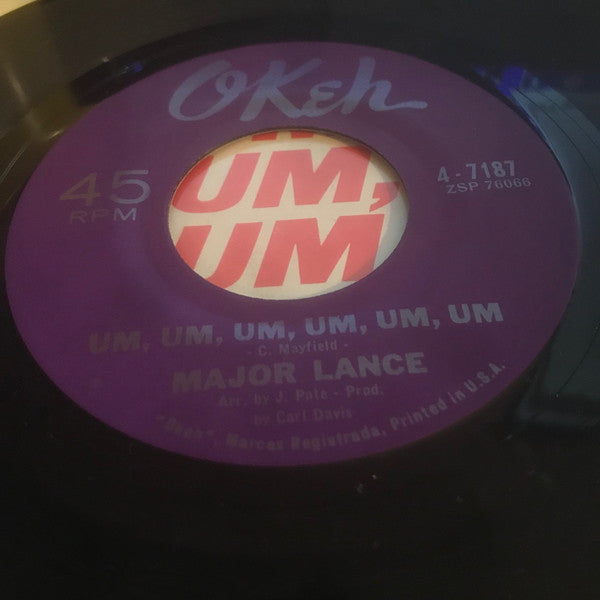 OKeh
45
RPM
4-7187
ZSP 76066
UM,
UM
UM, UM, UM, UM, UM, UM
- C. Mayfield -
MAJOR LANCE
Arr. by J. Pate - Prod.
by Carl Davis
"Okeh", Marcas Registrada, Printed in U.S.A.